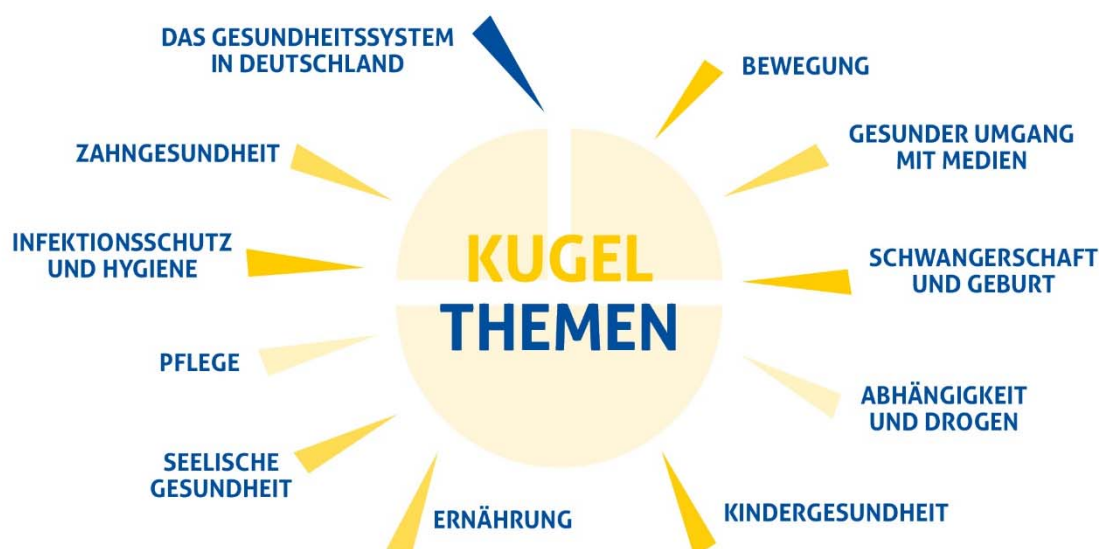 DAS GESUNDHEITSSYSTEM
IN DEUTSCHLAND
BEWEGUNG
GESUNDER UMGANG
MIT MEDIEN
ZAHNGESUNDHEIT
INFEKTIONSSCHUTZ
UND HYGIENE
KUGEL
THEMEN
SCHWANGERSCHAFT
UND GEBURT
PFLEGE
ABHÄNGIGKEIT
UND DROGEN
SEELISCHE
GESUNDHEIT
ERNÄHRUNG
KINDERGESUNDHEIT